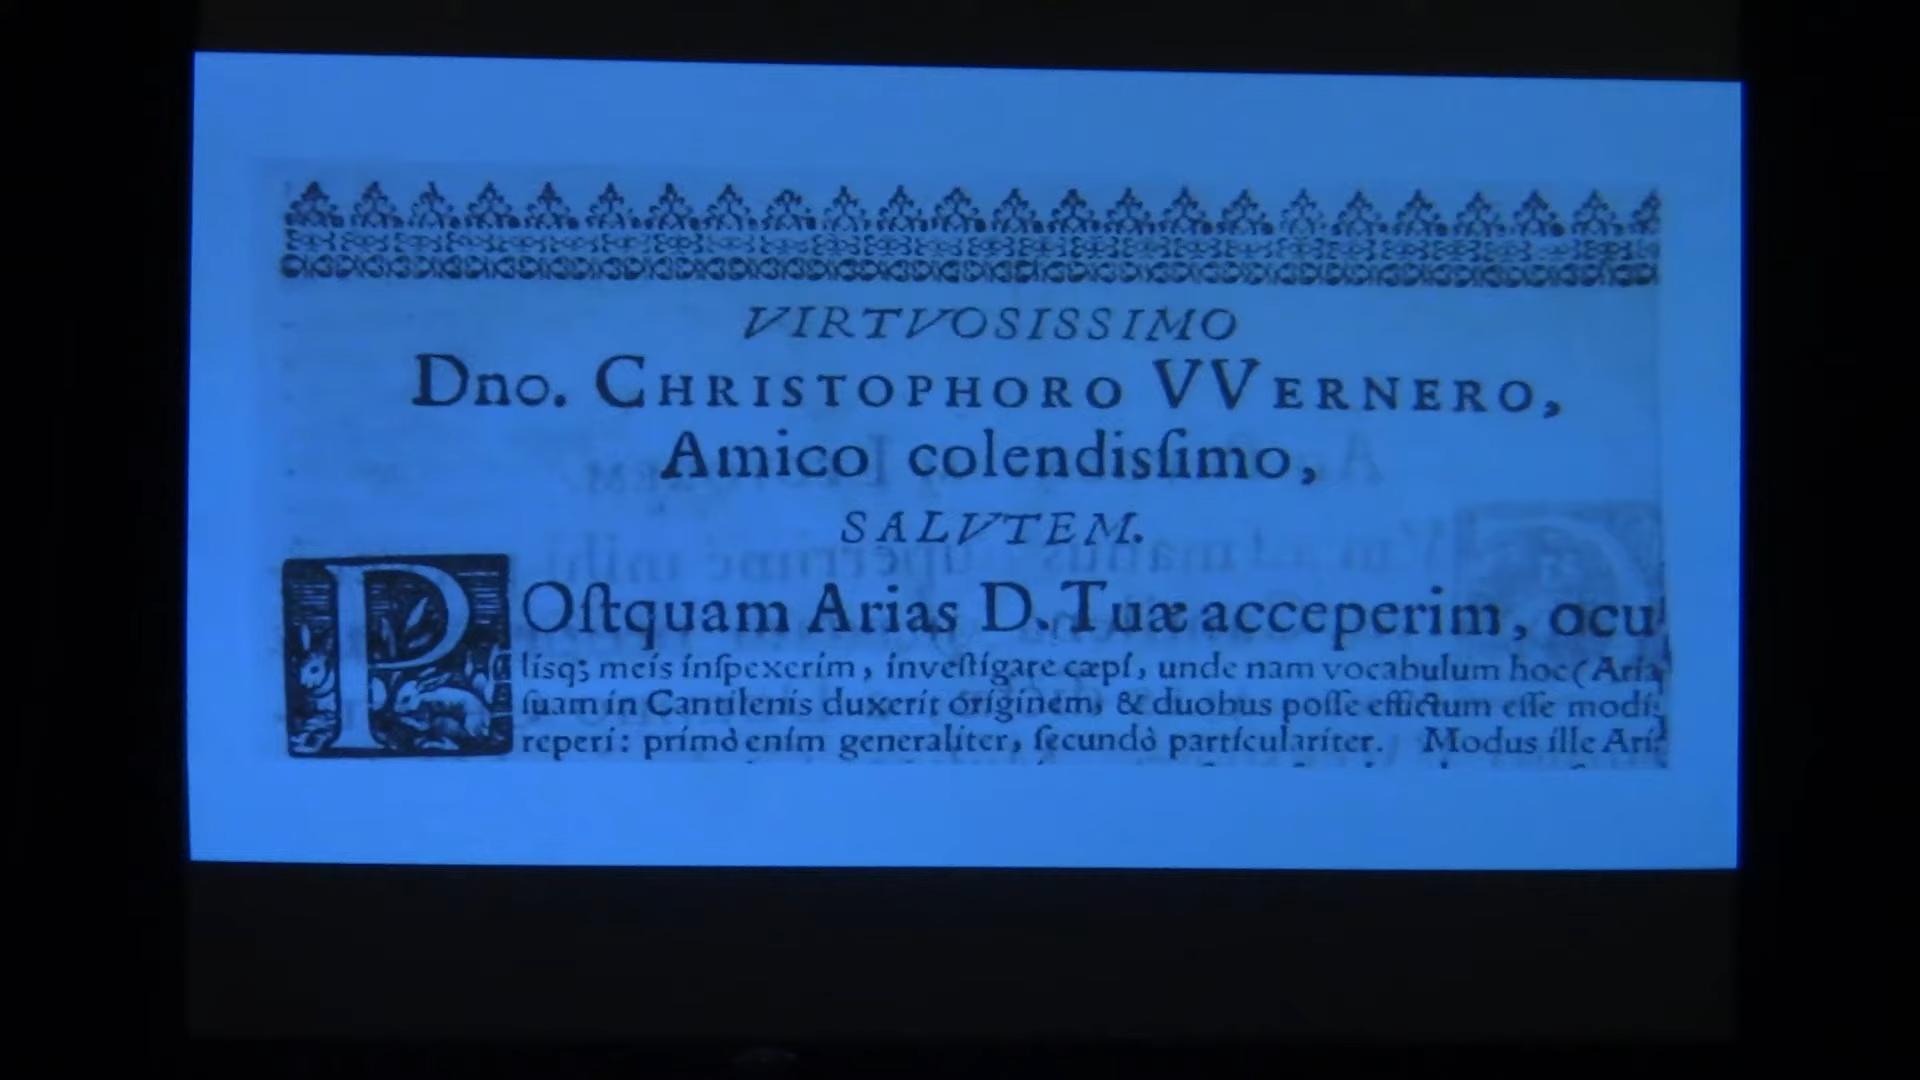 VIRTVOSISSIMO
Dno. CHRISTOPHORO VVERNERO,
Amico colendisſimo,
SALVTEM.
POſtquam Arias D. Tuæ acceperim, ocu
lisq; meis inſpexerim, inveſtigare cæpi, unde nam vocabulum hoc (Aria
ſuam in Cantilenis duxerit originem, & duobus poſſe effictum eſſe modis
reperi: primò enim generaliter, ſecundò particulariter. Modus ille